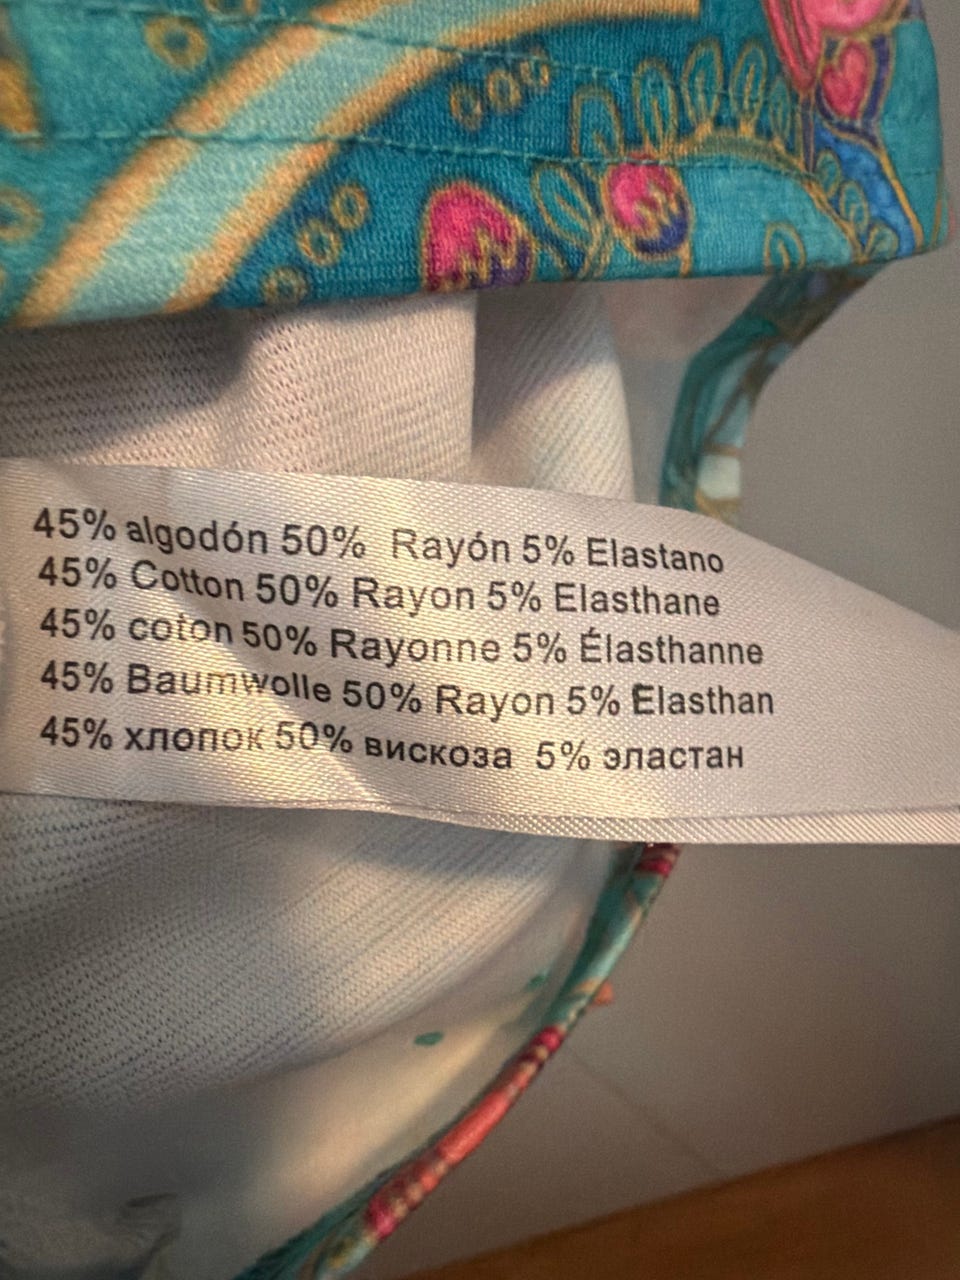 45% algodón 50% Rayón 5% Elastano
45% Cotton 50% Rayon 5% Elasthane
45% coton 50% Rayonne 5% Élasthanne
45% Baumwolle 50% Rayon 5% Elasthan
45% хлопок 50% вискоза 5% эластан